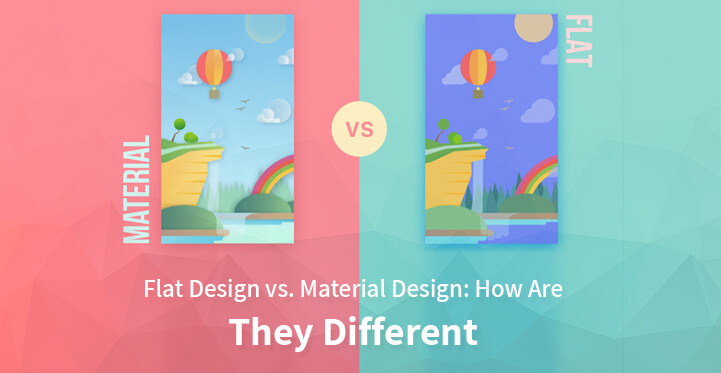 MATERIAL
VS
FLAT
Flat Design vs. Material Design: How Are
They Different